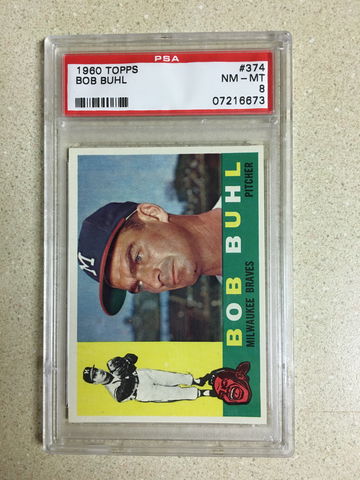 PSA
1960 TOPPS #374
BOB BUHL NM-MT
8
07216673
M
BOB BUHL
MILWAUKEE BRAVES PITCHER
M